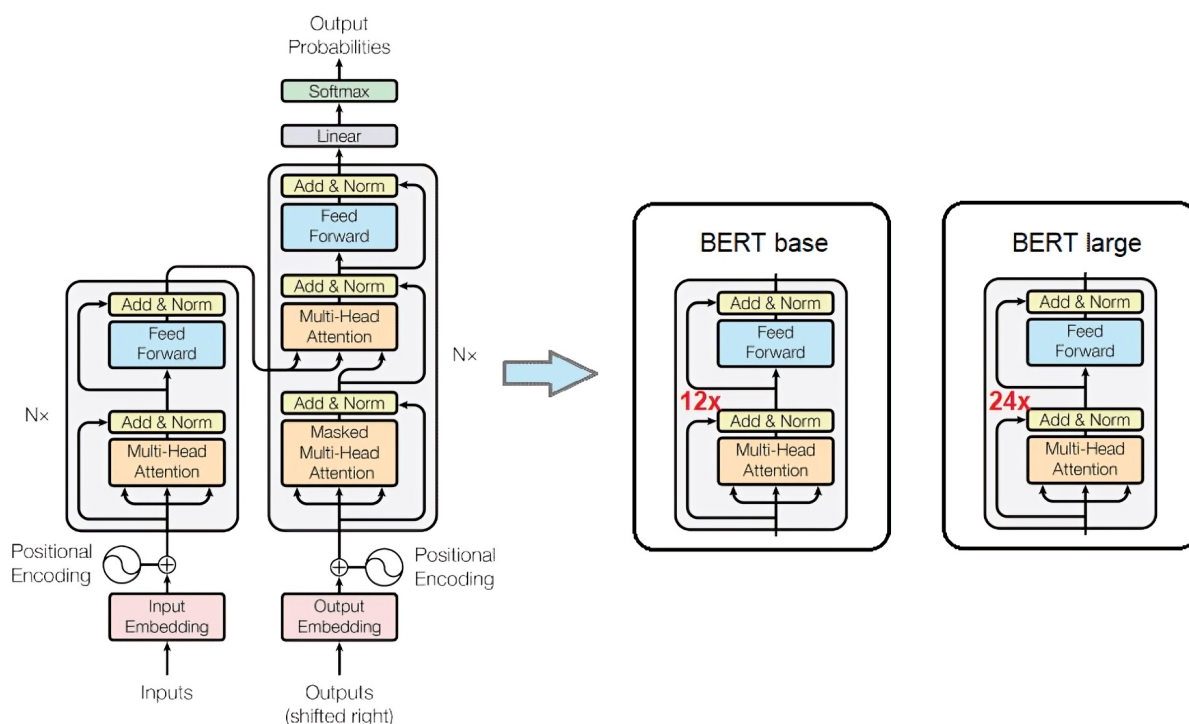 Output
Probabilities
Softmax
Linear
Add & Norm
Feed
Forward
Add & Norm
Multi-Head
Attention
Add & Norm
Masked
Multi-Head
Attention
N×
Positional
Encoding
Output
Embedding
Outputs
(shifted right)
Add & Norm
Feed
Forward
Add & Norm
Multi-Head
Attention
N×
Positional
Encoding
Input
Embedding
Inputs
BERT base
Add & Norm
Feed
Forward
12x
Add & Norm
Multi-Head
Attention
BERT large
Add & Norm
Feed
Forward
24x
Add & Norm
Multi-Head
Attention